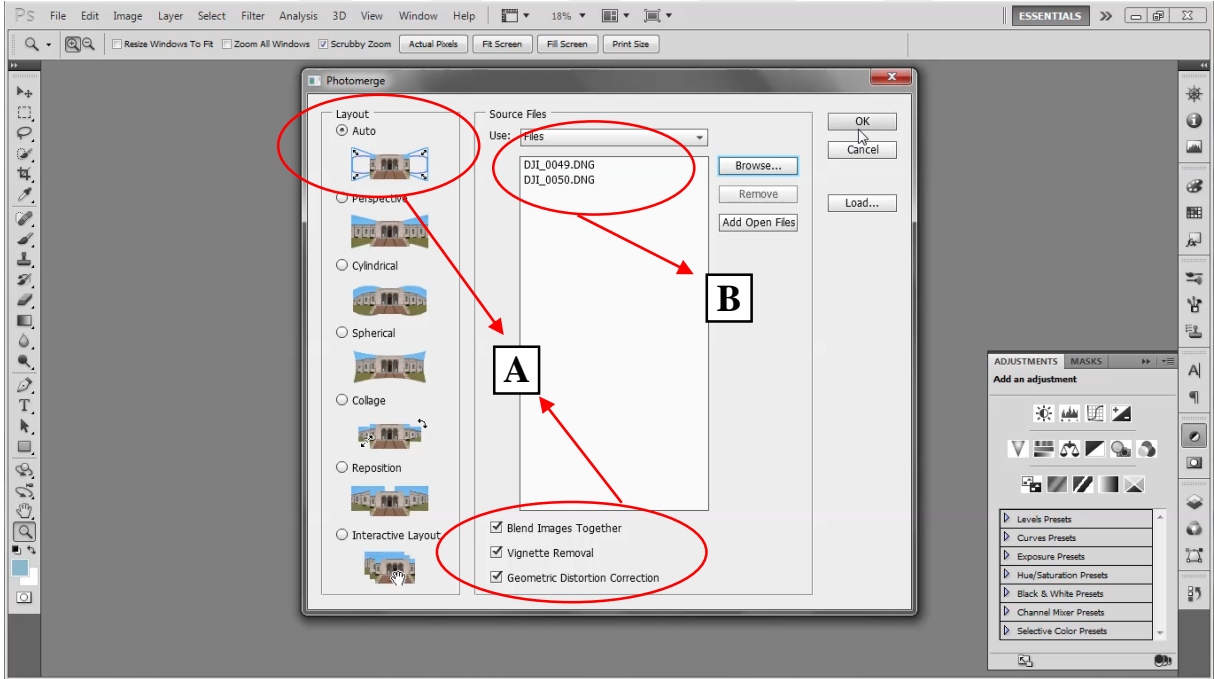 PS File Edit Image Layer Select Filter Analysis 3D View Window Help 18% ESSENTIALS
Resize Windows To Fit Zoom All Windows Scrubby Zoom Actual Pixels Fit Screen Fill Screen Print Size
Photomerge
Layout
Auto
Perspective
Cylindrical
Spherical
Collage
Reposition
Interactive Layout
Source Files
Use: Files
DJI_0049.DNG
DJI_0050.DNG
Browse...
Remove
Add Open Files
OK
Cancel
Load...
B
A
Blend Images Together
Vignette Removal
Geometric Distortion Correction
ADJUSTMENTS MASKS
Add an adjustment
Levels Presets
Curves Presets
Exposure Presets
Hue/Saturation Presets
Black & White Presets
Channel Mixer Presets
Selective Color Presets